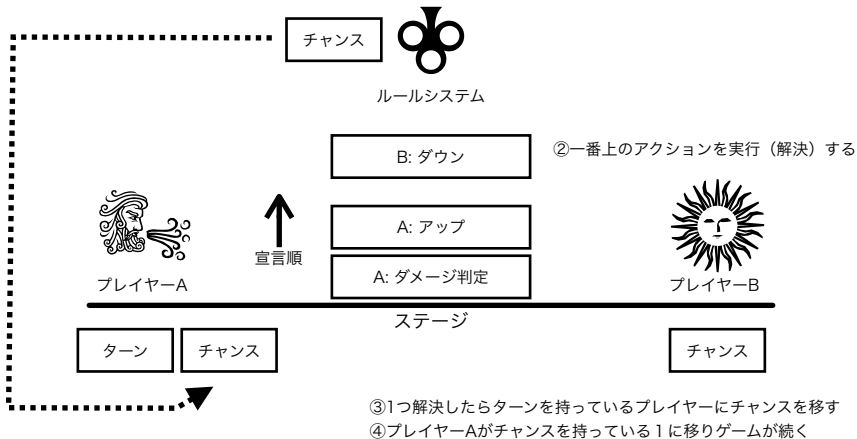 チャンス
ルールシステム
B: ダウン
②一番上のアクションを実行（解決）する
A: アップ
宣言順
A: ダメージ判定
プレイヤーA
プレイヤーB
ステージ
ターン
チャンス
チャンス
③1つ解決したらターンを持っているプレイヤーにチャンスを移す
④プレイヤーAがチャンスを持っている１に移りゲームが続く